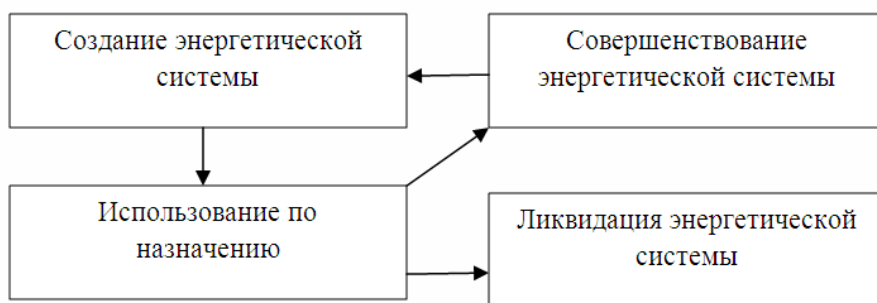 Создание энергетической
системы
Совершенствование
энергетической системы
Использование по
назначению
Ликвидация энергетической
системы